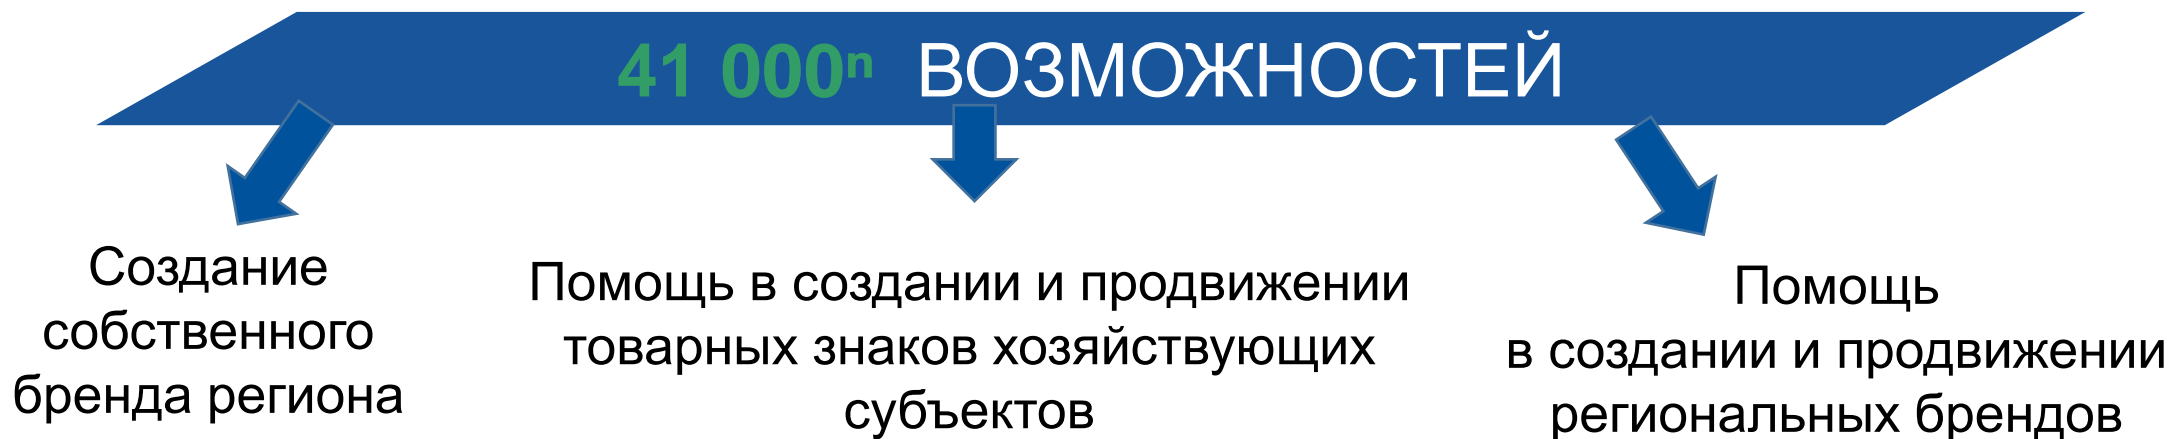 41 000ⁿ ВОЗМОЖНОСТЕЙ
Создание
собственного
бренда региона
Помощь в создании и продвижении
товарных знаков хозяйствующих
субъектов
Помощь
в создании и продвижении
региональных брендов